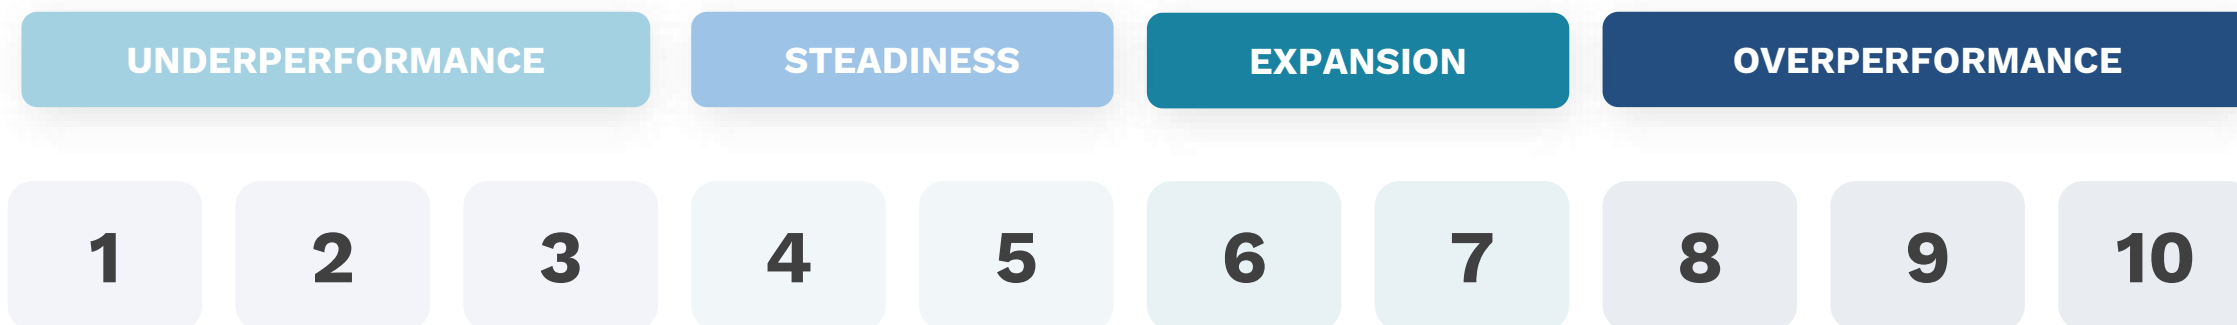 UNDERPERFORMANCE STEADINESS EXPANSION OVERPERFORMANCE
1 2 3 4 5 6 7 8 9 10